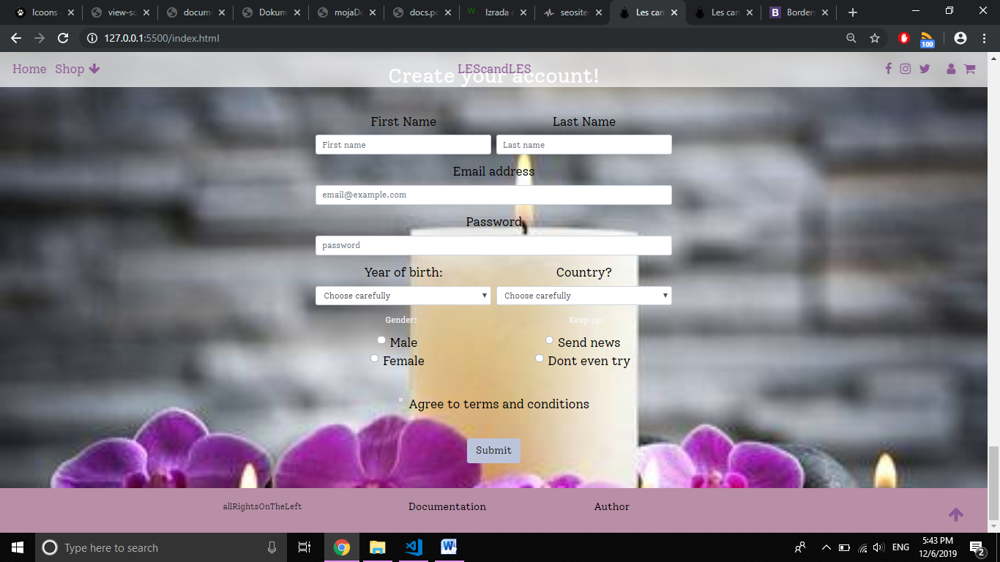 Icoons
view-so
docume
Dokum
mojaDo
docs.po
Izrada d
seosite
Les can
Les can
Borders
127.0.0.1:5500/index.html
100
Home Shop LEScandLES
Create your account!
First Name Last Name
First name Last name
Email address
email@example.com
Password
password
Year of birth: Country?
Choose carefully Choose carefully
Gender: Keep up:
Male Send news
Female Dont even try
Agree to terms and conditions
Submit
allRightsOnTheLeft Documentation Author
Type here to search
ENG
5:43 PM
12/6/2019
2